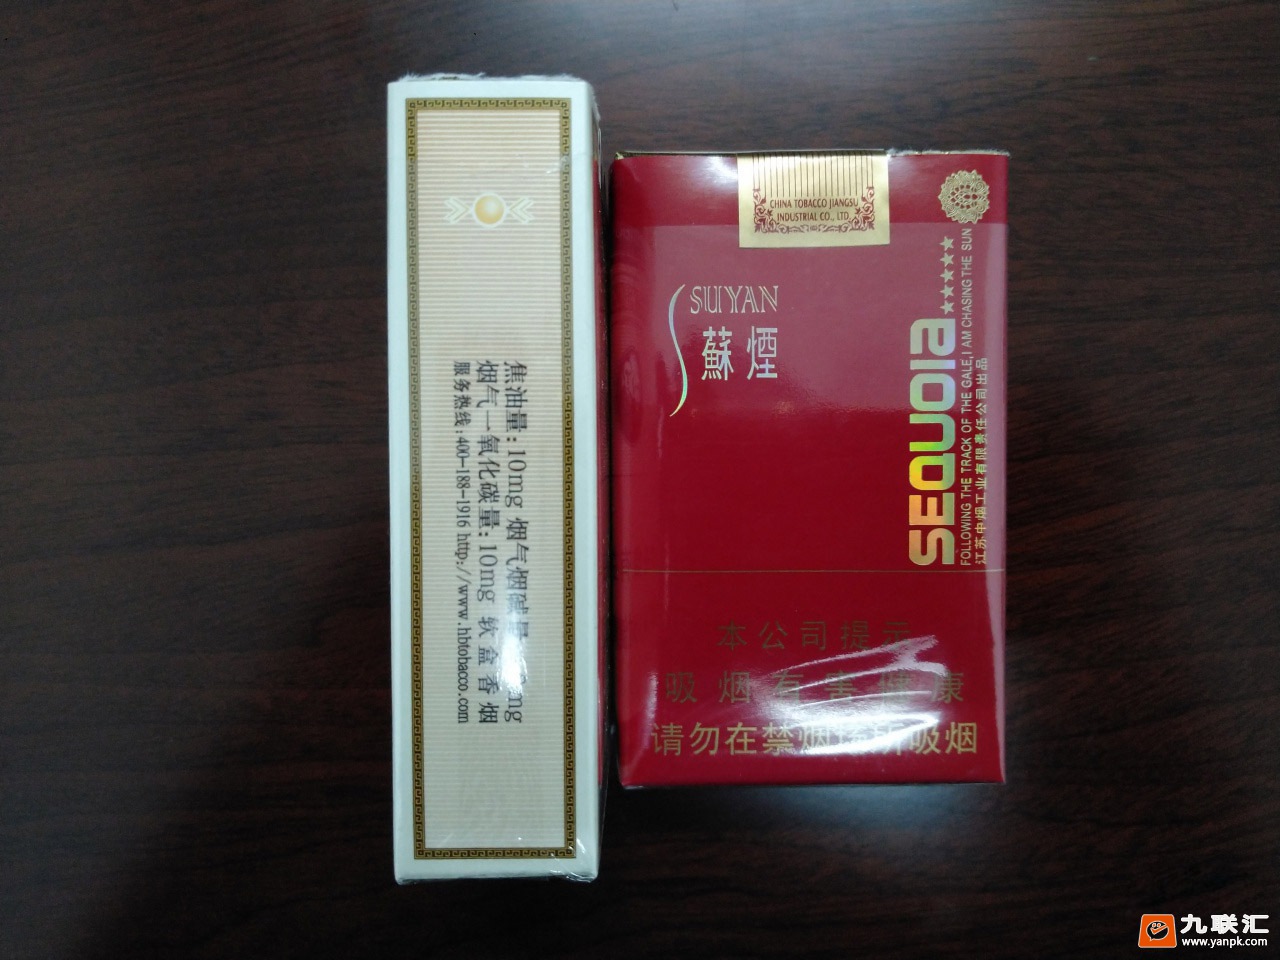 焦油量:10mg 烟气烟碱量
烟气一氧化碳量:10mg 软盒香烟
服务热线:400-188-1916 http://www.hbtobacco.com
CHINA TOBACCO JIANGSU
INDUSTRIAL CO., LTD.
SUYAN
蘇煙
SEQUOIA
FOLLOWING THE TRACK OF THE GALE,I AM CHASING THE SUN
江苏中烟工业有限责任公司出品
本公司提示
吸烟有害健康
请勿在禁烟场所吸烟
九联汇
www.yanpk.com